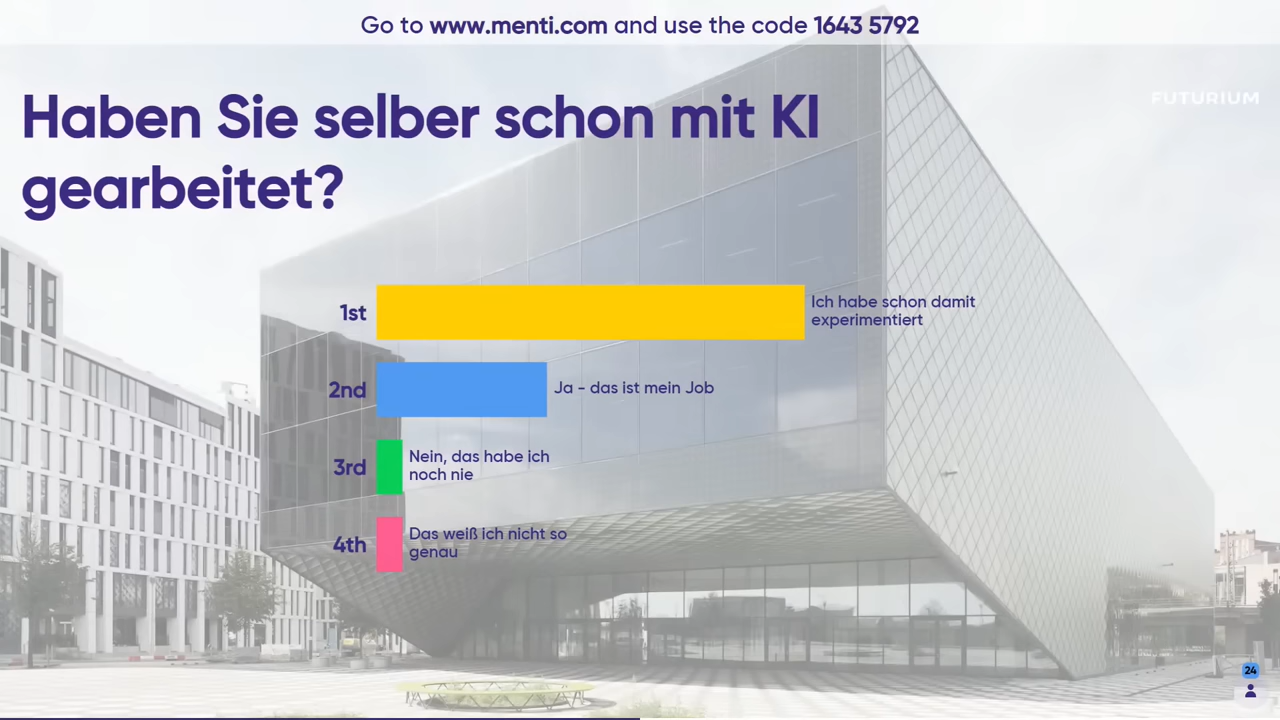 Go to www.menti.com and use the code 1643 5792
FUTURIUM
Haben Sie selber schon mit KI
gearbeitet?
1st
Ich habe schon damit
experimentiert
2nd
Ja - das ist mein Job
3rd
Nein, das habe ich
noch nie
4th
Das weiß ich nicht so
genau
24